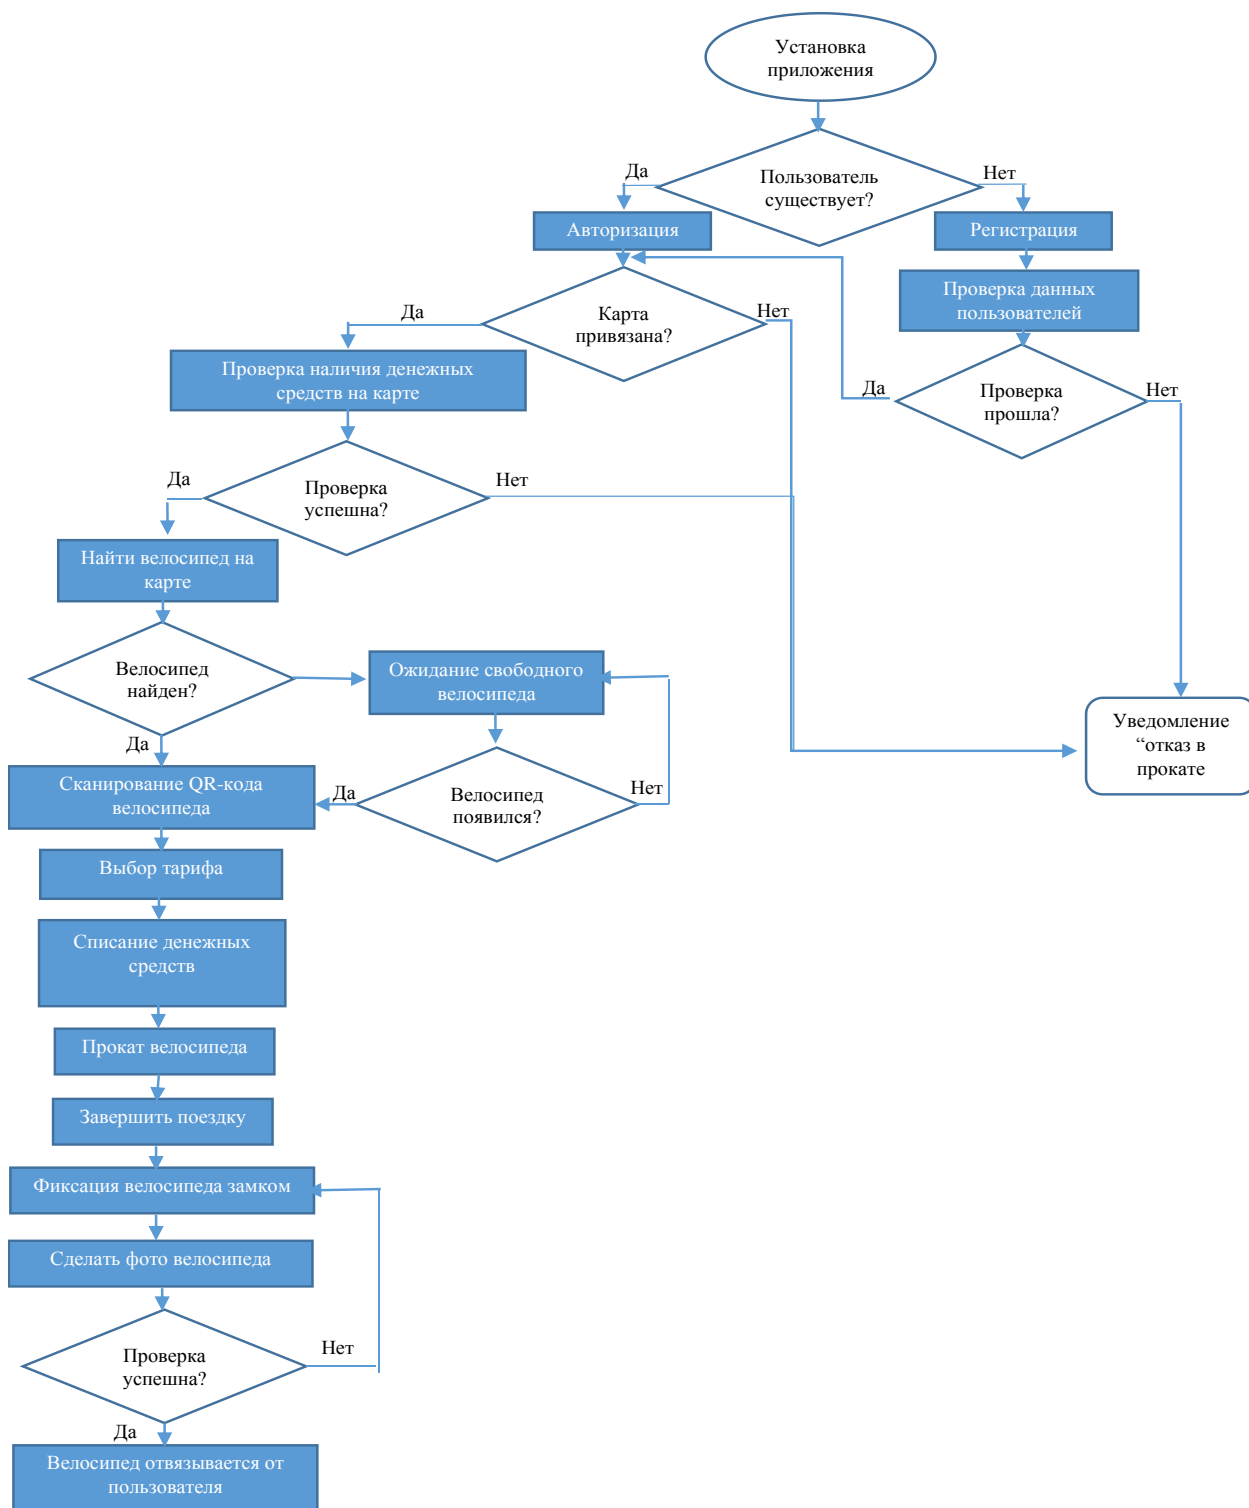 Установка
приложения
Да
Пользователь
существует?
Нет
Авторизация
Регистрация
Проверка данных
пользователей
Да
Карта
привязана?
Нет
Проверка наличия денежных
средств на карте
Да
Проверка
прошла?
Нет
Да
Проверка
успешна?
Нет
Найти велосипед на
карте
Велосипед
найден?
Ожидание свободного
велосипеда
Уведомление
“отказ в
прокате
Да
Сканирование QR-кода
велосипеда
Да
Велосипед
появился?
Нет
Выбор тарифа
Списание денежных
средств
Прокат велосипеда
Завершить поездку
Фиксация велосипеда замком
Сделать фото велосипеда
Проверка
успешна?
Нет
Да
Велосипед отвязывается от
пользователя